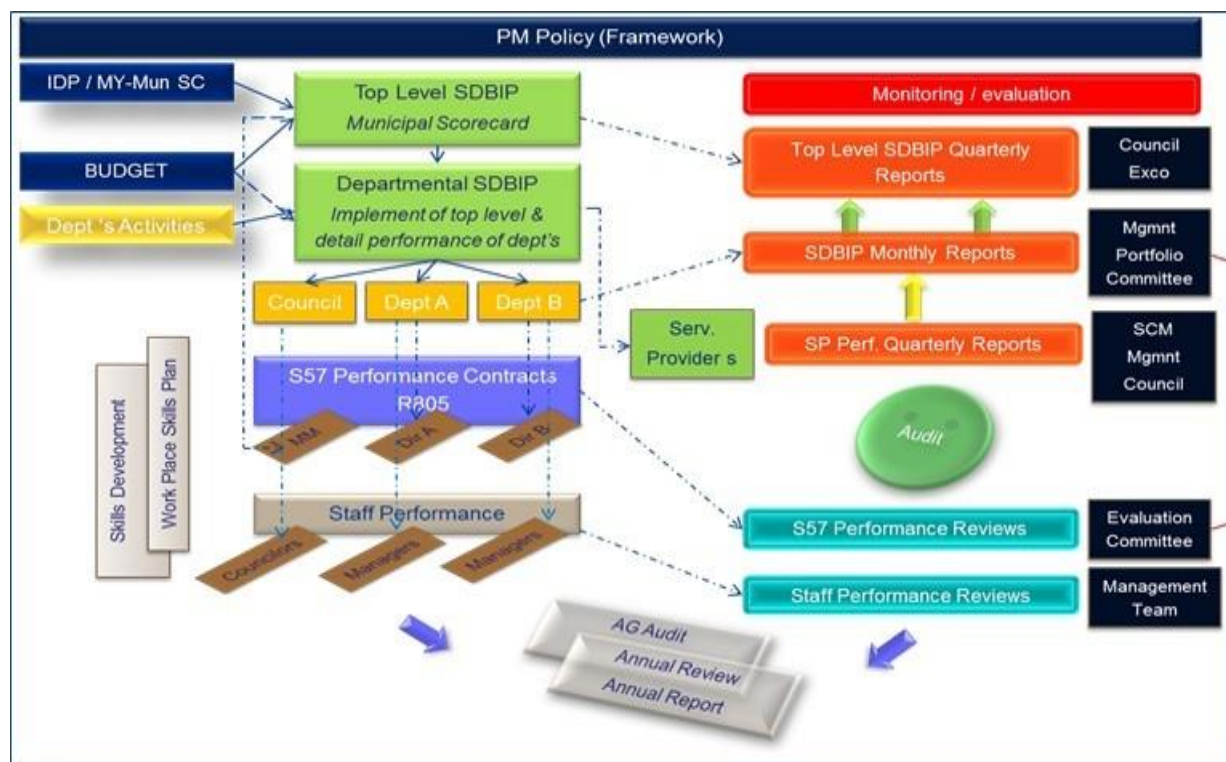 PM Policy (Framework)
IDP / MY-Mun SC
BUDGET
Dept 's Activities
Top Level SDBIP
Municipal Scorecard
Departmental SDBIP
Implement of top level &
detail performance of dept's
Council
Dept A
Dept B
Serv.
Provider s
S57 Performance Contracts
R805
MM
Dir A
Dir B
Skills Development
Work Place Skills Plan
Staff Performance
Councilors
Managers
Managers
Monitoring / evaluation
Top Level SDBIP Quarterly
Reports
Council
Exco
SDBIP Monthly Reports
Mgmnt
Portfolio
Committee
SP Perf. Quarterly Reports
SCM
Mgmnt
Council
Audit
S57 Performance Reviews
Evaluation
Committee
Staff Performance Reviews
Management
Team
AG Audit
Annual Review
Annual Report